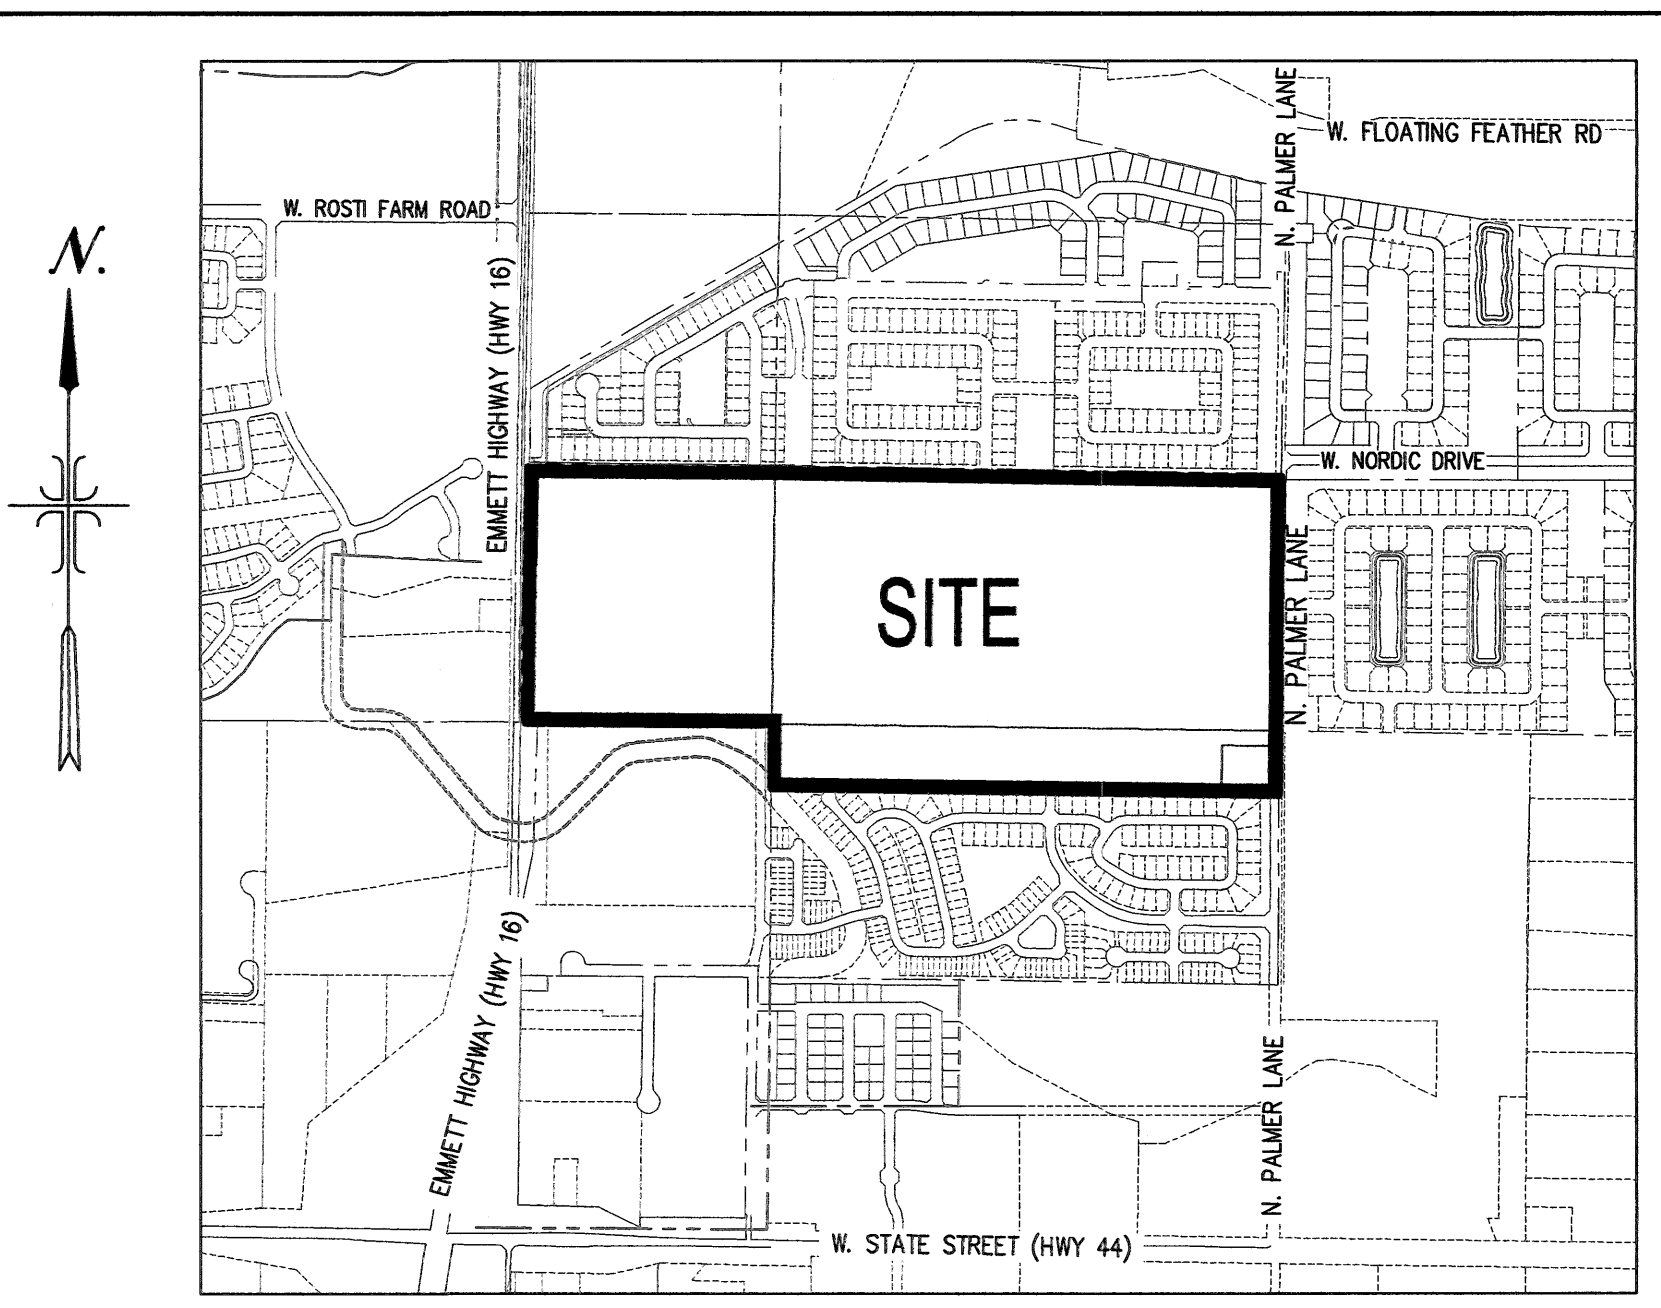 N. PALMER LANE
W. FLOATING FEATHER RD
W. ROSTI FARM ROAD
N.
EMMETT HIGHWAY (HWY 16)
W. NORDIC DRIVE
SITE
N. PALMER LANE
EMMETT HIGHWAY (HWY 16)
N. PALMER LANE
W. STATE STREET (HWY 44)